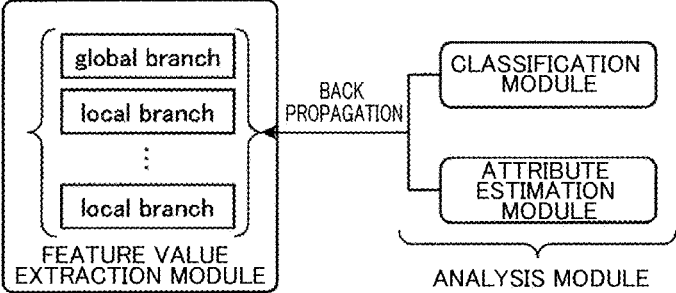 global branch
local branch
⋮
local branch
FEATURE VALUE
EXTRACTION MODULE
BACK
PROPAGATION
CLASSIFICATION
MODULE
ATTRIBUTE
ESTIMATION
MODULE
ANALYSIS MODULE